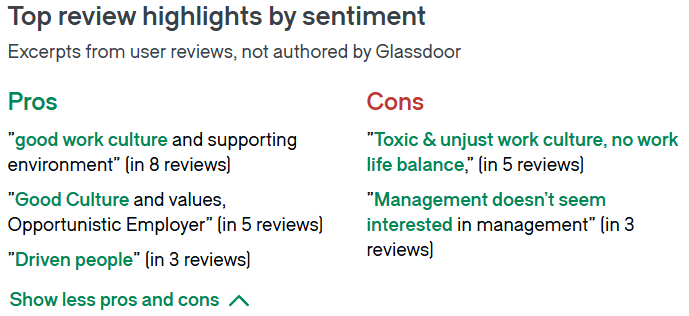 Top review highlights by sentiment
Excerpts from user reviews, not authored by Glassdoor
Pros
"good work culture and supporting
environment" (in 8 reviews)
"Good Culture and values,
Opportunistic Employer" (in 5 reviews)
"Driven people" (in 3 reviews)
Cons
"Toxic & unjust work culture, no work
life balance," (in 5 reviews)
"Management doesn't seem
interested in management" (in 3
reviews)
Show less pros and cons